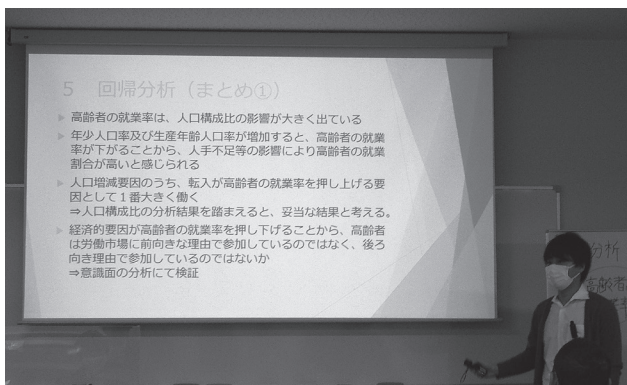 5 回帰分析（まとめ①）
高齢者の就業率は、人口構成比の影響が大きく出ている
年少人口率及び生産年齢人口率が増加すると、高齢者の就業
率が下がることから、人手不足等の影響により高齢者の就業
割合が高いと感じられる
人口増減要因のうち、転入が高齢者の就業率を押し上げる要
因として１番大きく働く
⇒人口構成比の分析結果を踏まえると、妥当な結果と考える。
経済的要因が高齢者の就業率を押し下げることから、高齢者
は労働市場に前向きな理由で参加しているのではなく、後ろ
向き理由で参加しているのではないか
⇒意識面の分析にて検証
分析
高齢者